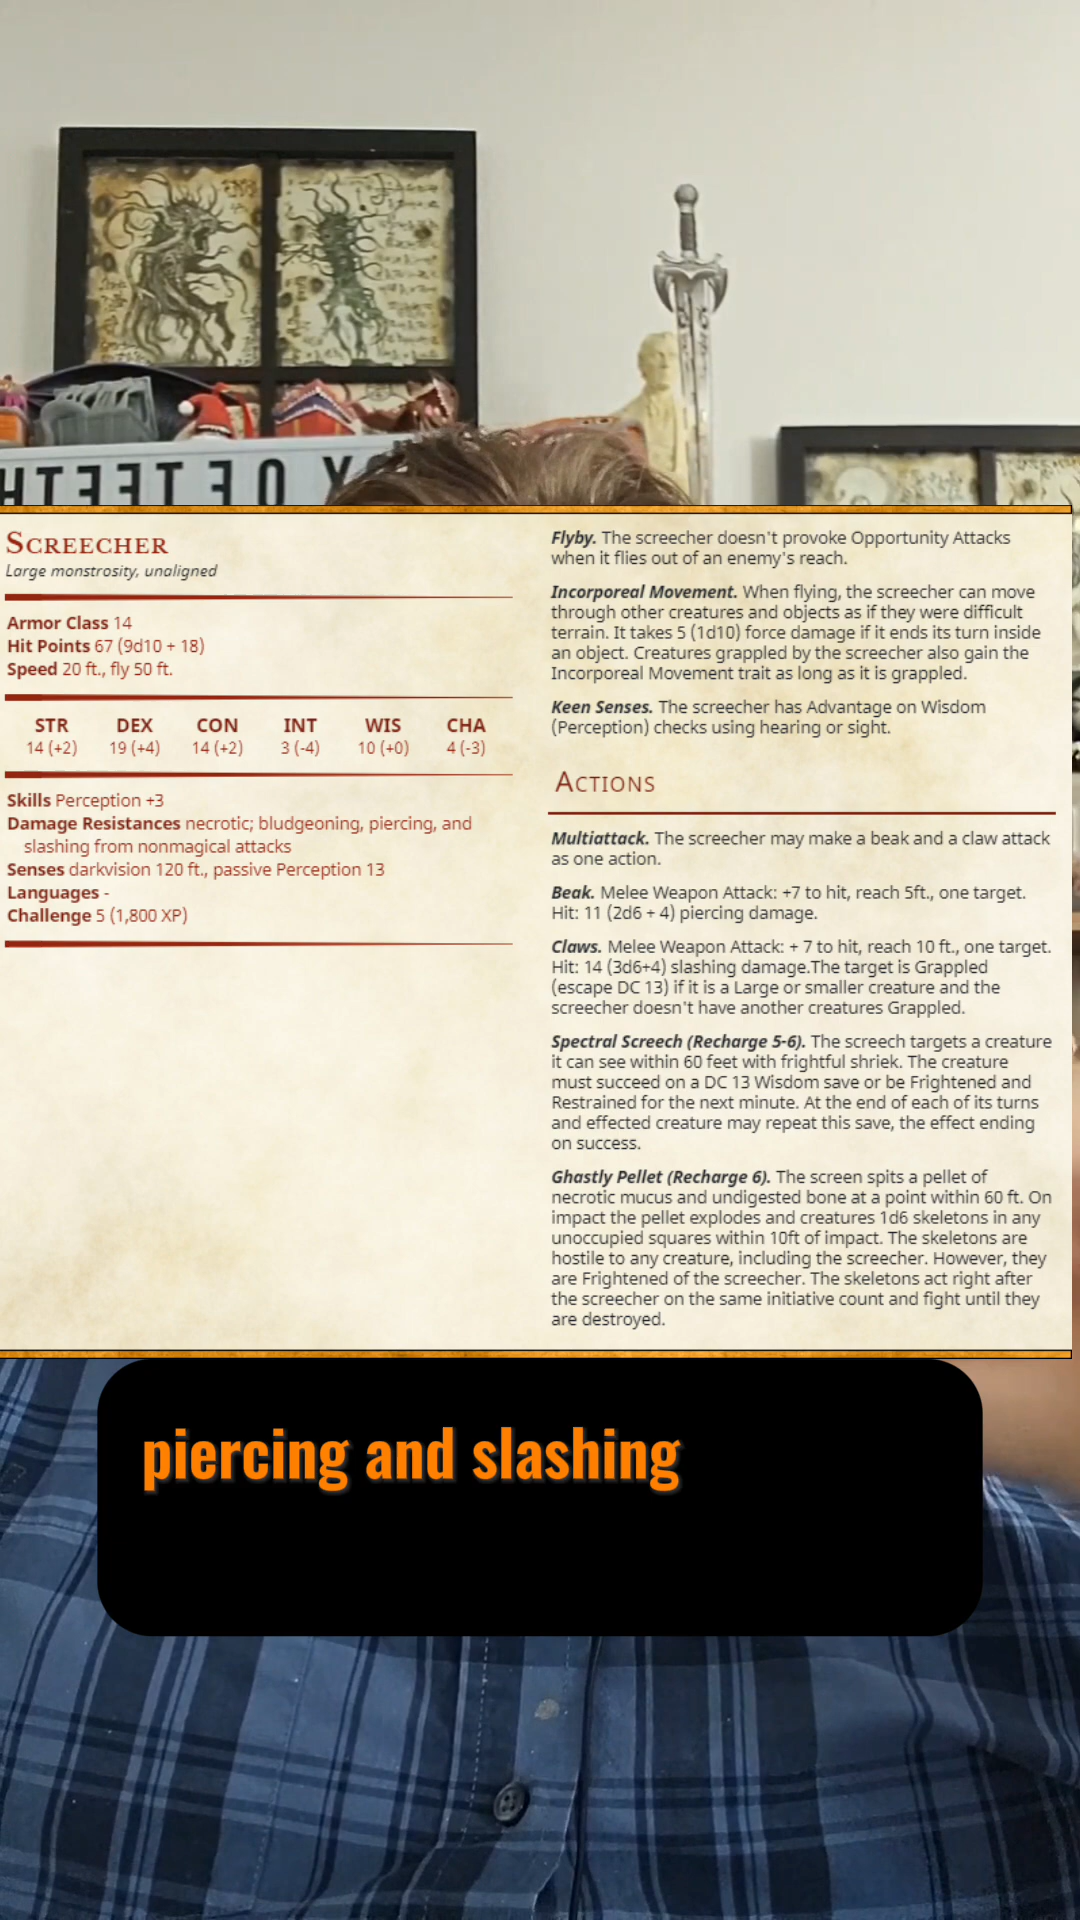 HTEET FO X
SCREECHER
Large monstrosity, unaligned
Armor Class 14
Hit Points 67 (9d10 + 18)
Speed 20 ft., fly 50 ft.
STR DEX CON INT WIS CHA
14 (+2) 19 (+4) 14 (+2) 3 (-4) 10 (+0) 4 (-3)
Skills Perception +3
Damage Resistances necrotic; bludgeoning, piercing, and
slashing from nonmagical attacks
Senses darkvision 120 ft., passive Perception 13
Languages -
Challenge 5 (1,800 XP)
Flyby. The screecher doesn't provoke Opportunity Attacks
when it flies out of an enemy's reach.
Incorporeal Movement. When flying, the screecher can move
through other creatures and objects as if they were difficult
terrain. It takes 5 (1d10) force damage if it ends its turn inside
an object. Creatures grappled by the screecher also gain the
Incorporeal Movement trait as long as it is grappled.
Keen Senses. The screecher has Advantage on Wisdom
(Perception) checks using hearing or sight.
ACTIONS
Multiattack. The screecher may make a beak and a claw attack
as one action.
Beak. Melee Weapon Attack: +7 to hit, reach 5ft., one target.
Hit: 11 (2d6 + 4) piercing damage.
Claws. Melee Weapon Attack: + 7 to hit, reach 10 ft., one target.
Hit: 14 (3d6+4) slashing damage.The target is Grappled
(escape DC 13) if it is a Large or smaller creature and the
screecher doesn't have another creatures Grappled.
Spectral Screech (Recharge 5-6). The screech targets a creature
it can see within 60 feet with frightful shriek. The creature
must succeed on a DC 13 Wisdom save or be Frightened and
Restrained for the next minute. At the end of each of its turns
and effected creature may repeat this save, the effect ending
on success.
Ghastly Pellet (Recharge 6). The screen spits a pellet of
necrotic mucus and undigested bone at a point within 60 ft. On
impact the pellet explodes and creatures 1d6 skeletons in any
unoccupied squares within 10ft of impact. The skeletons are
hostile to any creature, including the screecher. However, they
are Frightened of the screecher. The skeletons act right after
the screecher on the same initiative count and fight until they
are destroyed.
piercing and slashing